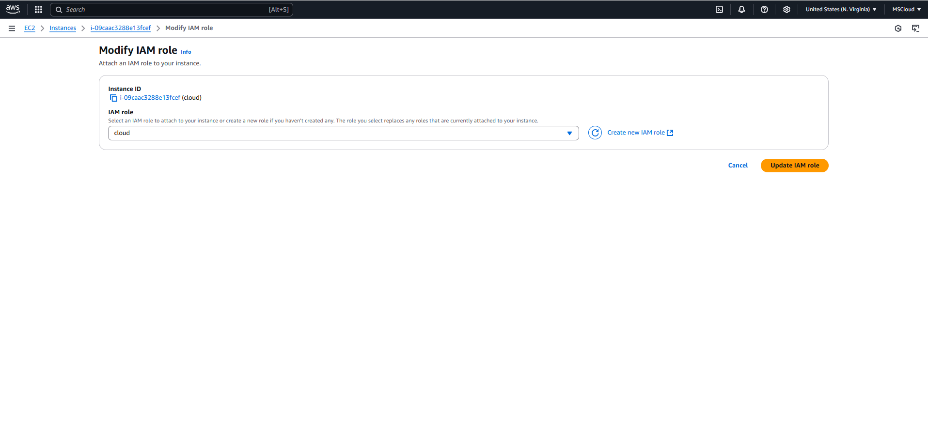 aws
Search [Alt+S] United States (N. Virginia) MSCloud
EC2 Instances i-09caac3288e13fcef Modify IAM role
Modify IAM role Info
Attach an IAM role to your instance.
Instance ID
i-09caac3288e13fcef (cloud)
IAM role
Select an IAM role to attach to your instance or create a new role if you haven't created any. The role you select replaces any roles that are currently attached to your instance.
cloud Create new IAM role
Cancel Update IAM role